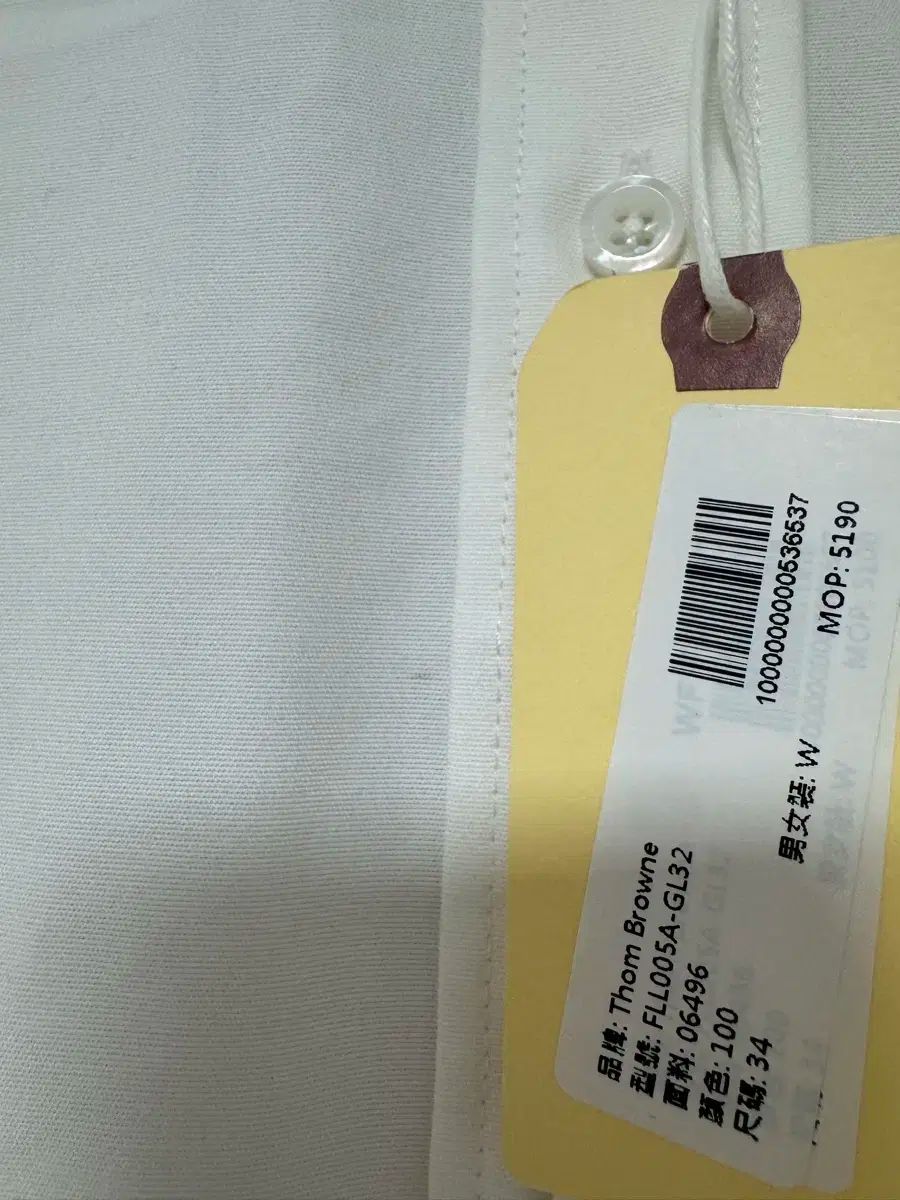 100000000536537
MOP: 5190
男女裝: W
品牌: Thom Browne
型號: FLL005A-GL32
面料: 06496
顏色: 100
尺碼: 34